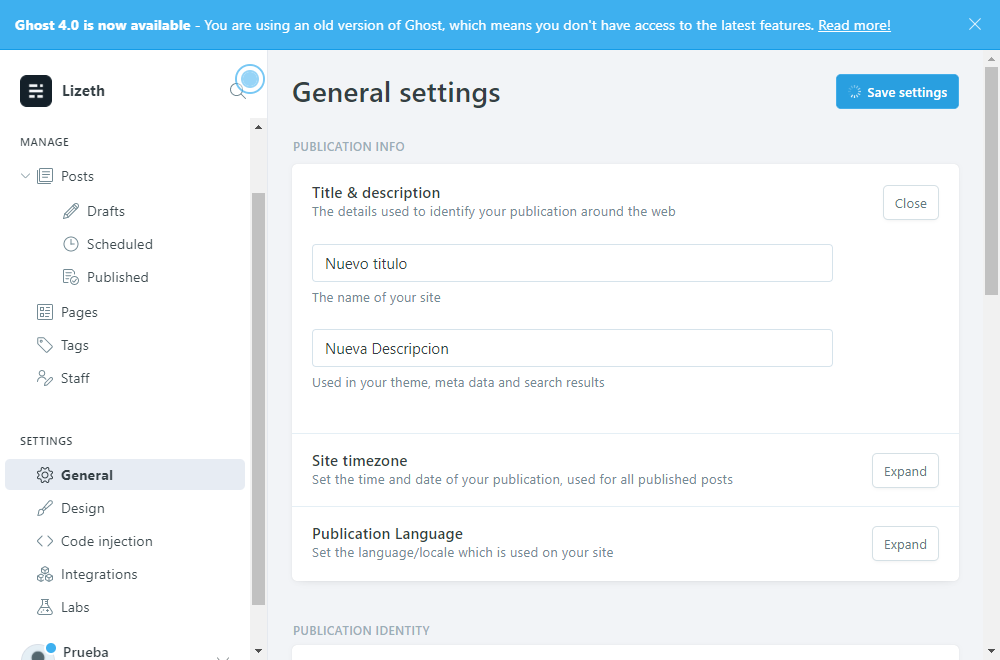 Ghost 4.0 is now available - You are using an old version of Ghost, which means you don't have access to the latest features. Read more!
Lizeth
MANAGE
Posts
Drafts
Scheduled
Published
Pages
Tags
Staff
SETTINGS
General
Design
Code injection
Integrations
Labs
Prueba
General settings
Save settings
PUBLICATION INFO
Title & description
The details used to identify your publication around the web
Close
Nuevo titulo
The name of your site
Nueva Descripcion
Used in your theme, meta data and search results
Site timezone
Set the time and date of your publication, used for all published posts
Expand
Publication Language
Set the language/locale which is used on your site
Expand
PUBLICATION IDENTITY